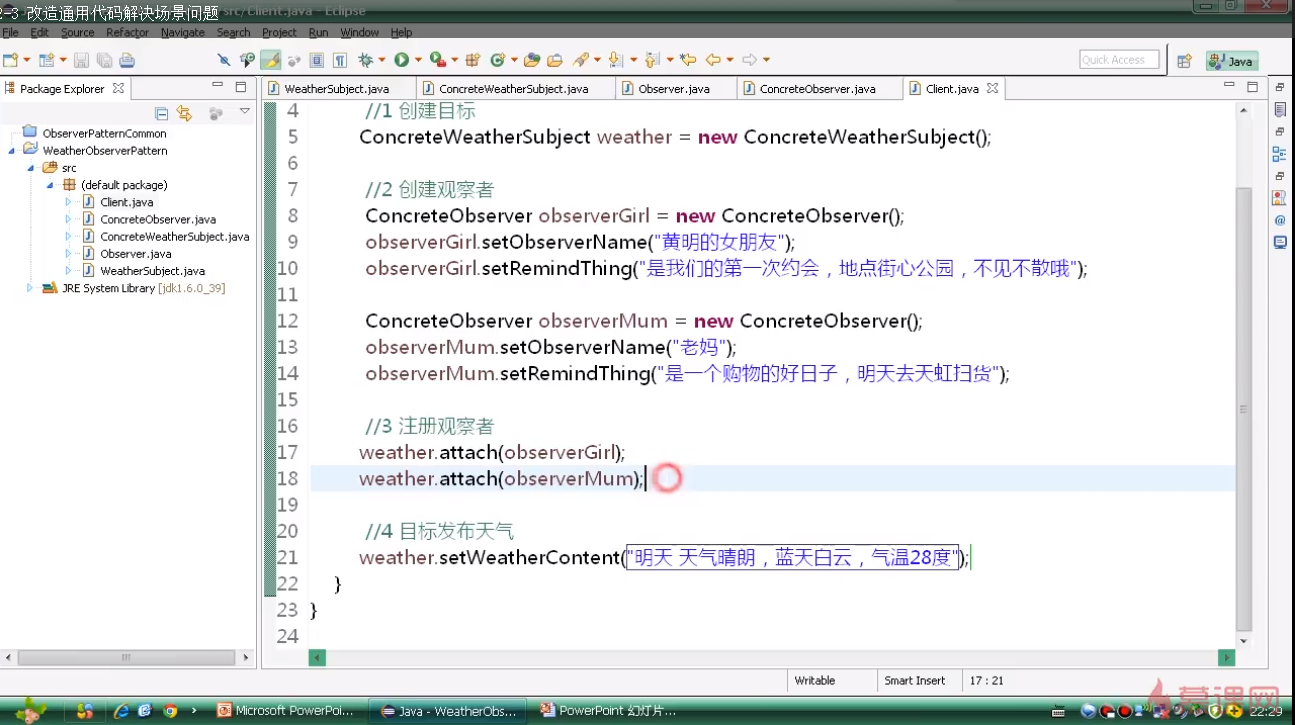 2-3 改造通用代码解决场景问题
src/Client.java - Eclipse
File Edit Source Refactor Navigate Search Project Run Window Help
Quick Access
Java
Package Explorer
WeatherSubject.java ConcreteWeatherSubject.java Observer.java ConcreteObserver.java Client.java
ObserverPatternCommon
WeatherObserverPattern
src
(default package)
Client.java
ConcreteObserver.java
ConcreteWeatherSubject.java
Observer.java
WeatherSubject.java
JRE System Library [jdk1.6.0_39]
4 //1 创建目标
5 ConcreteWeatherSubject weather = new ConcreteWeatherSubject();
6
7 //2 创建观察者
8 ConcreteObserver observerGirl = new ConcreteObserver();
9 observerGirl.setObserverName("黄明的女朋友");
10 observerGirl.setRemindThing("是我们的第一次约会，地点街心公园，不见不散哦");
11
12 ConcreteObserver observerMum = new ConcreteObserver();
13 observerMum.setObserverName("老妈");
14 observerMum.setRemindThing("是一个购物的好日子，明天去天虹扫货");
15
16 //3 注册观察者
17 weather.attach(observerGirl);
18 weather.attach(observerMum);
19
20 //4 目标发布天气
21 weather.setWeatherContent("明天 天气晴朗，蓝天白云，气温28度");
22 }
23 }
24
Writable Smart Insert 17 : 21
Microsoft PowerPoi... Java - WeatherObs... PowerPoint 幻灯片... 22:29
慕课网